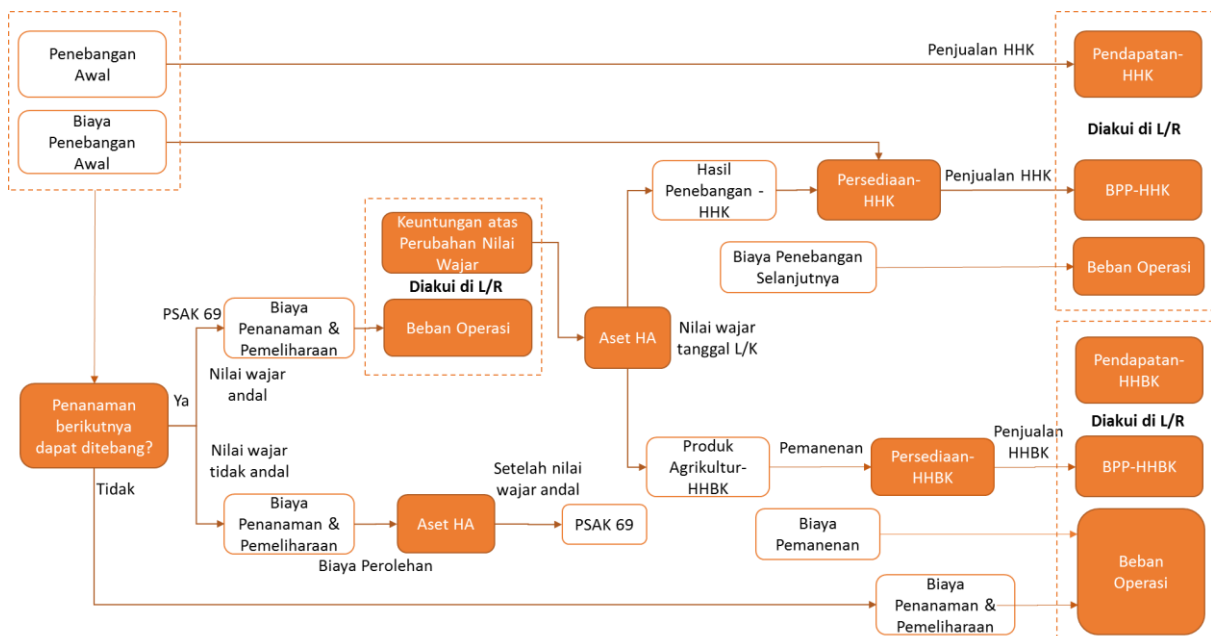 Penebangan
Awal
Penjualan HHK
Pendapatan-
HHK
Diakui di L/R
Biaya
Penebangan
Awal
Hasil
Penebangan -
HHK
Persediaan-
HHK
Penjualan HHK
BPP-HHK
Keuntungan atas
Perubahan Nilai
Wajar
Diakui di L/R
Beban Operasi
Biaya Penebangan
Selanjutnya
Beban Operasi
PSAK 69
Biaya
Penanaman &
Pemeliharaan
Nilai wajar
andal
Aset HA
Nilai wajar
tanggal L/K
Pendapatan-
HHBK
Diakui di L/R
Penanaman
berikutnya
dapat ditebang?
Ya
Tidak
Nilai wajar
tidak andal
Biaya
Penanaman &
Pemeliharaan
Biaya Perolehan
Aset HA
Setelah nilai
wajar andal
PSAK 69
Produk
Agrikultur-
HHBK
Pemanenan
Persediaan-
HHBK
Penjualan
HHBK
BPP-HHBK
Biaya
Pemanenan
Beban
Operasi
Biaya
Penanaman &
Pemeliharaan